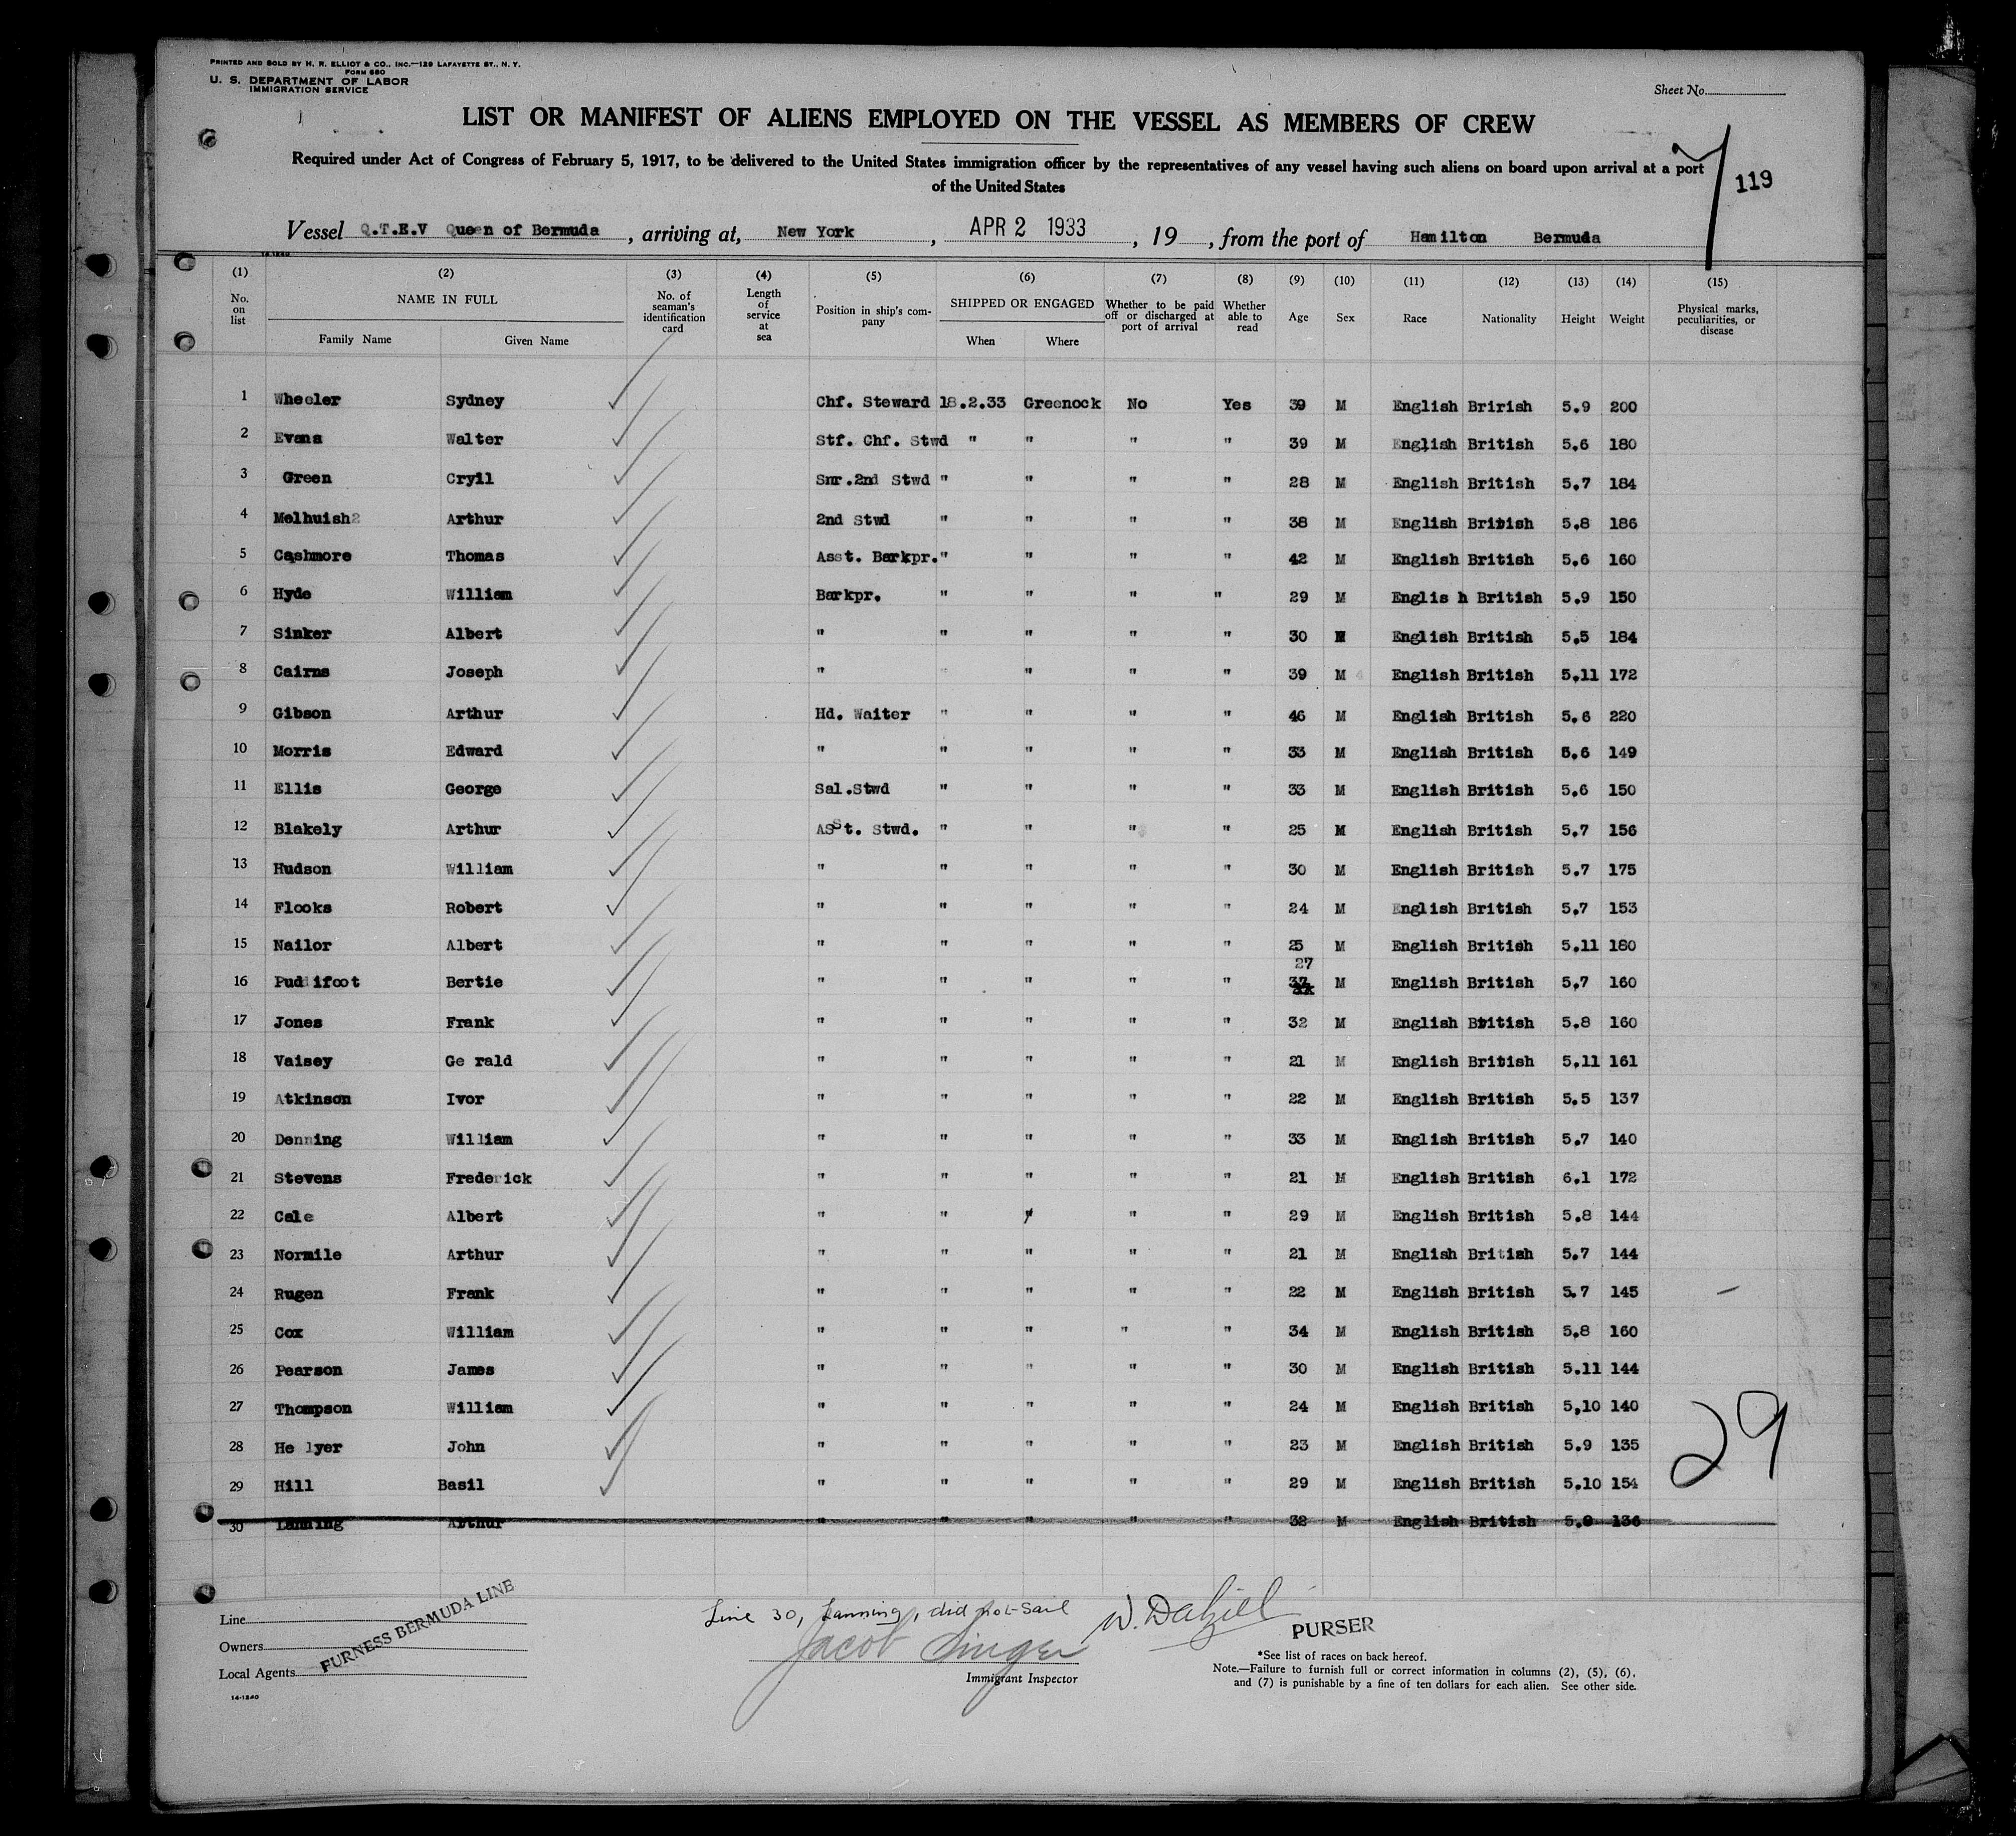 PRINTED AND SOLD BY H. R. ELLIOT & CO., INC.—129 LAFAYETTE ST., N. Y.
FORM 680
U. S. DEPARTMENT OF LABOR
IMMIGRATION SERVICE
Sheet No.
LIST OR MANIFEST OF ALIENS EMPLOYED ON THE VESSEL AS MEMBERS OF CREW
Required under Act of Congress of February 5, 1917, to be delivered to the United States immigration officer by the representatives of any vessel having such aliens on board upon arrival at a port
of the United States
119
Vessel Q.T.E.V Queen of Bermuda , arriving at, New York , APR 2 1933 , 19 , from the port of Hamilton Bermuda
14-1240
(1) (2) (3) (4) (5) (6) (7) (8) (9) (10) (11) (12) (13) (14) (15)
No. on list NAME IN FULL Family Name Given Name No. of seaman's identification card Length of service at sea Position in ship's company SHIPPED OR ENGAGED When Where Whether to be paid off or discharged at port of arrival Whether able to read Age Sex Race Nationality Height Weight Physical marks, peculiarities, or disease
1 Wheeler Sydney Chf. Steward 18.2.33 Greenock No Yes 39 M English Brirish 5.9 200
2 Evans Walter Stf. Chf. Stwd " " " " 39 M English British 5.6 180
3 Green Cryil Snr.2nd Stwd " " " " 28 M English British 5.7 184
4 Melhuish2 Arthur 2nd Stwd " " " " 38 M English British 5.8 186
5 Cashmore Thomas Asst. Barkpr. " " " " 42 M English British 5.6 160
6 Hyde William Barkpr. " " " " 29 M Englis h British 5.9 150
7 Sinker Albert " " " " " 30 M English British 5.5 184
8 Cairns Joseph " " " " " 39 M English British 5.11 172
9 Gibson Arthur Hd. Waiter " " " " 46 M English British 5.6 220
10 Morris Edward " " " " " 33 M English British 5.6 149
11 Ellis George Sal.Stwd " " " " 33 M English British 5.6 150
12 Blakely Arthur ASst. Stwd. " " " " 25 M English British 5.7 156
13 Hudson William " " " " " 30 M English British 5.7 175
14 Flooks Robert " " " " " 24 M English British 5.7 153
15 Nailor Albert " " " " " 25 M English British 5.11 180
27
16 Puddifoot Bertie " " " " " 37 M English British 5.7 160
17 Jones Frank " " " " " 32 M English British 5.8 160
18 Vaisey Ge rald " " " " " 21 M English British 5.11 161
19 Atkinson Ivor " " " " " 22 M English British 5.5 137
20 Denning William " " " " " 33 M English British 5.7 140
21 Stevens Frederick " " " " " 21 M English British 6.1 172
22 Cale Albert " " " " " 29 M English British 5.8 144
23 Normile Arthur " " " " " 21 M English British 5.7 144
24 Rugen Frank " " " " " 22 M English British 5.7 145
25 Cox William " " " " " 34 M English British 5.8 160
26 Pearson James " " " " " 30 M English British 5.11 144
27 Thompson William " " " " " 24 M English British 5.10 140
28 He lyer John " " " " " 23 M English British 5.9 135
29 Hill Basil " " " " " 29 M English British 5.10 154
29
30 Lanning Arthur " " " " " 38 M English British 136
Line
Owners
Local Agents
FURNESS BERMUDA LINE
14-1240
Line 30, Lanning, did not sail
Jacob Singer
Immigrant Inspector
W. Dalziel
PURSER
*See list of races on back hereof.
Note.—Failure to furnish full or correct information in columns (2), (5), (6),
and (7) is punishable by a fine of ten dollars for each alien. See other side.